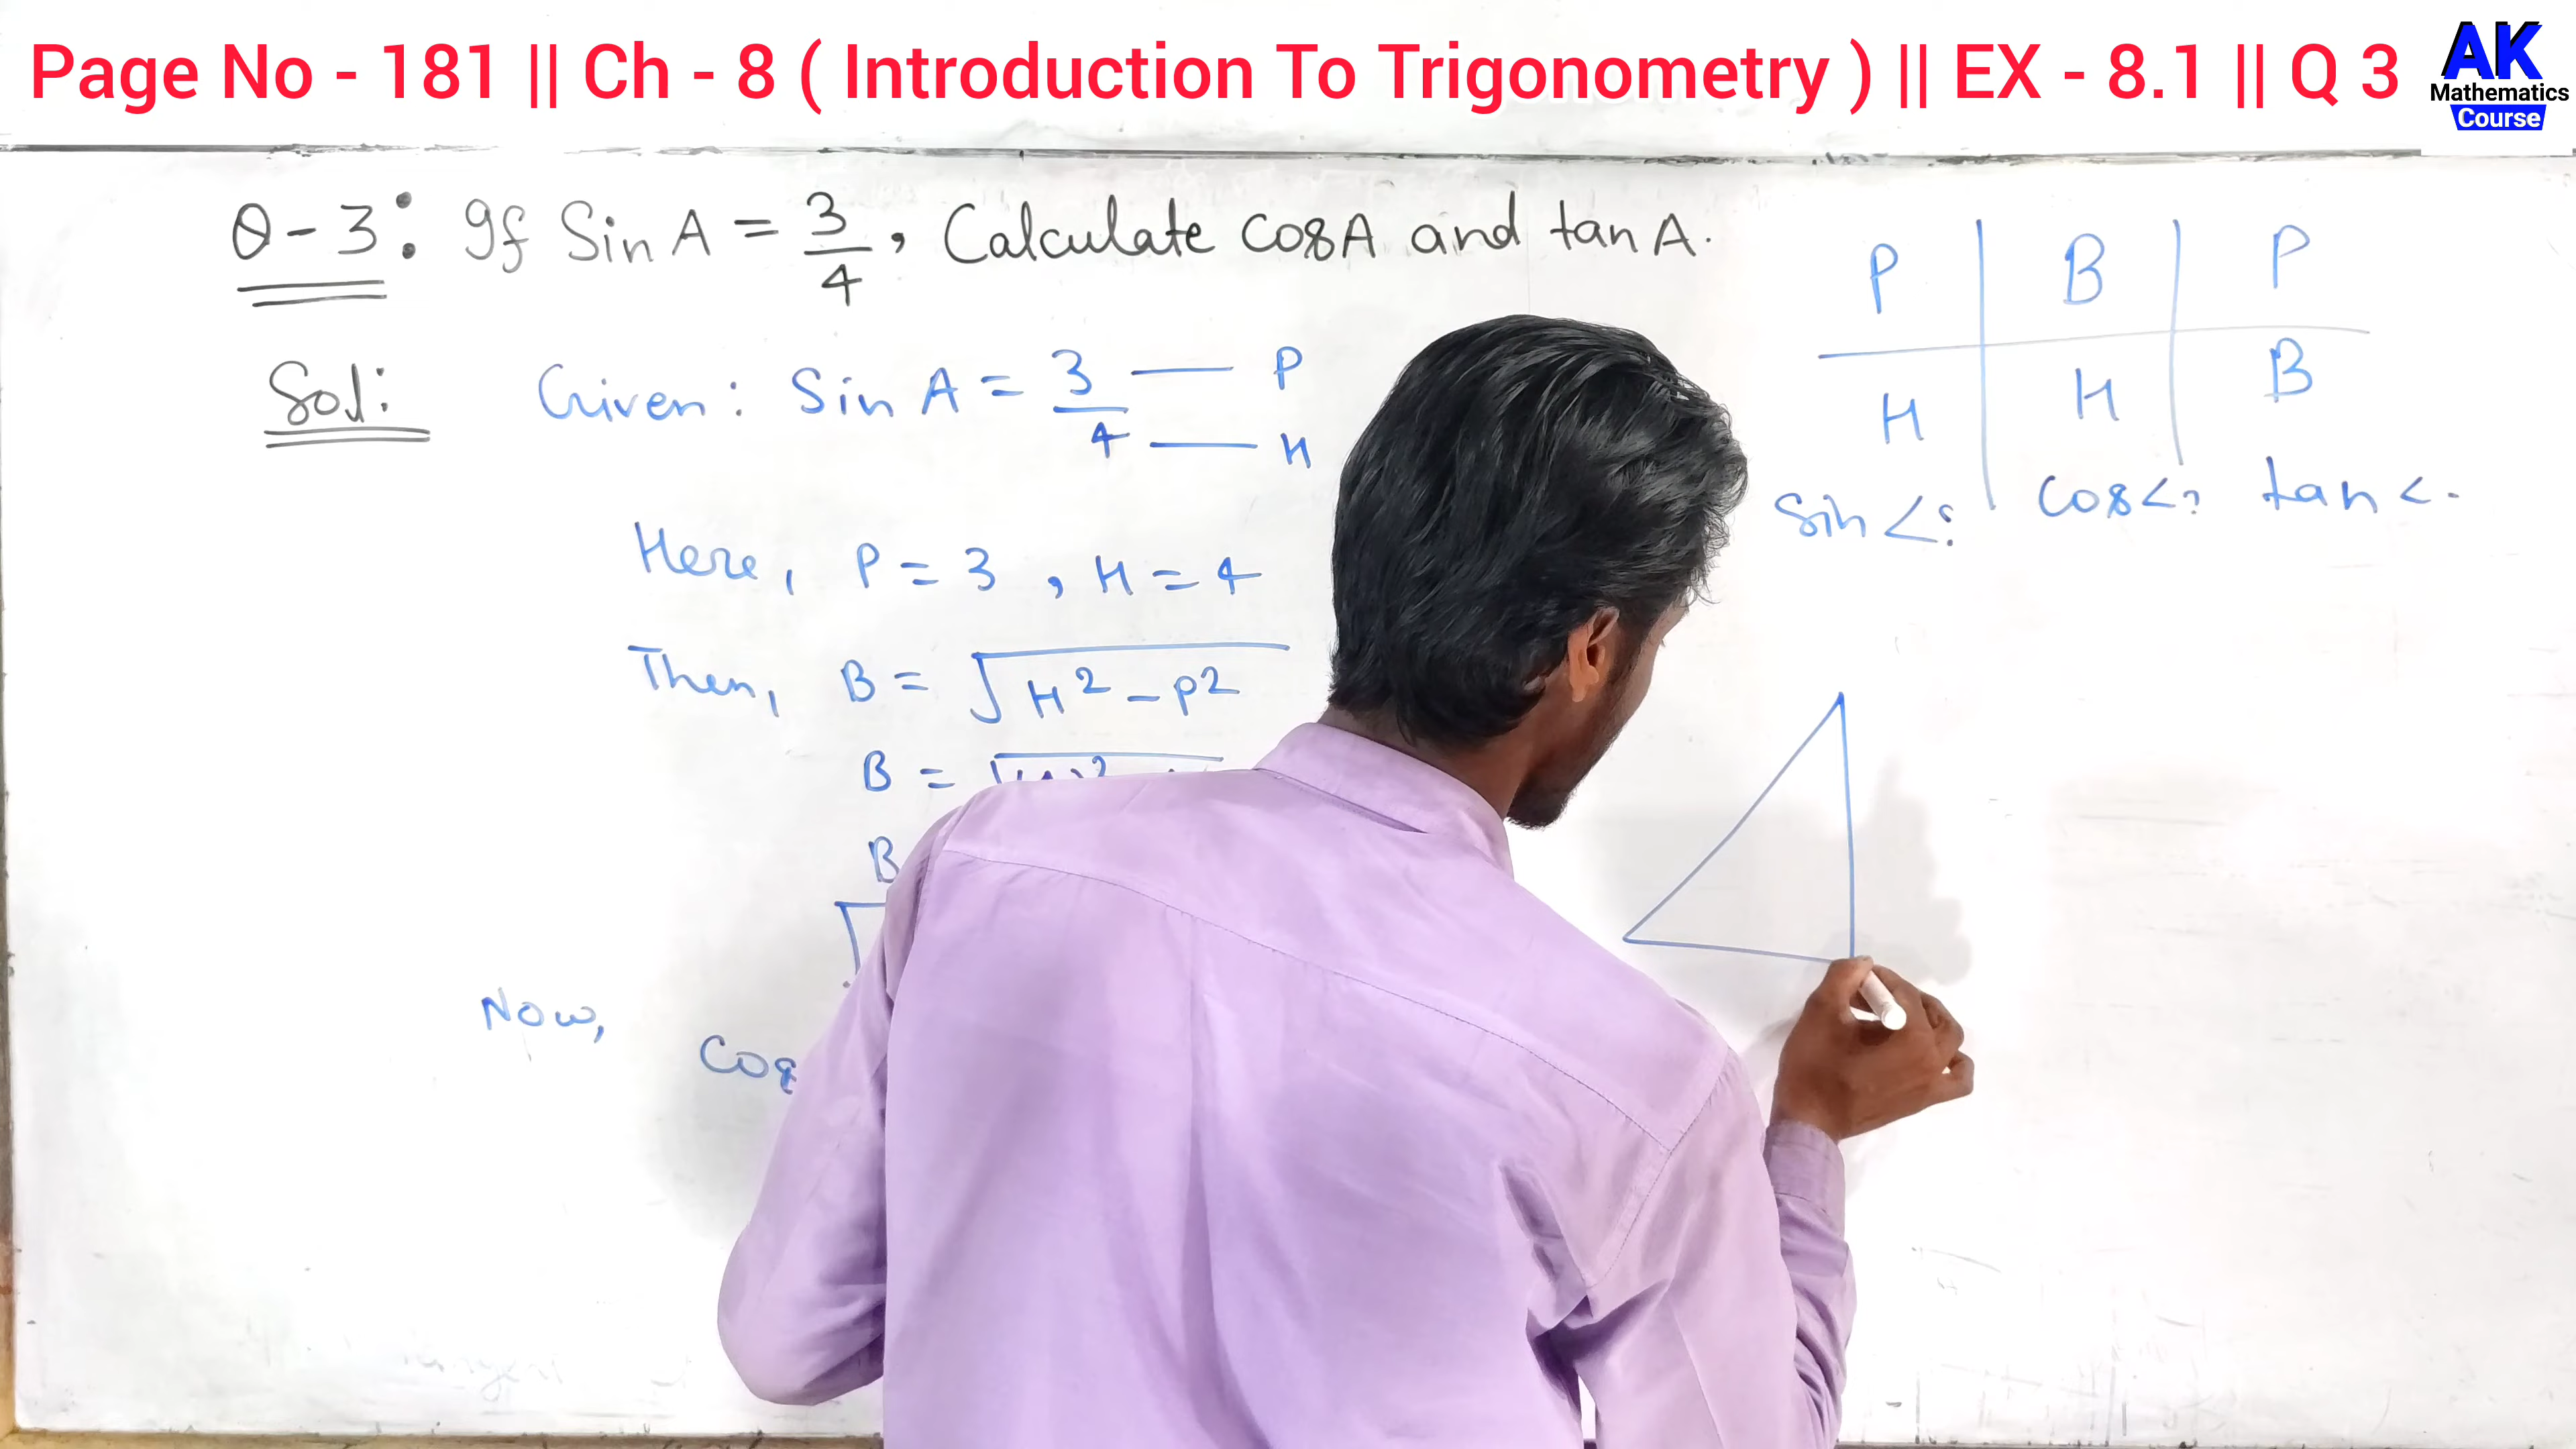 Page No - 181 || Ch - 8 ( Introduction To Trigonometry ) || EX - 8.1 || Q 3
AK
Mathematics
Course
Q-3: If Sin A = 3/4, Calculate cosA and tan A.
P | B | P
H | H | B
sin∠: cos∠: tan∠.
Sol: Given: Sin A = 3/4 — P — H
Here, P = 3, H = 4
Then, B = √H² - P²
B =
B
Now,
Cos